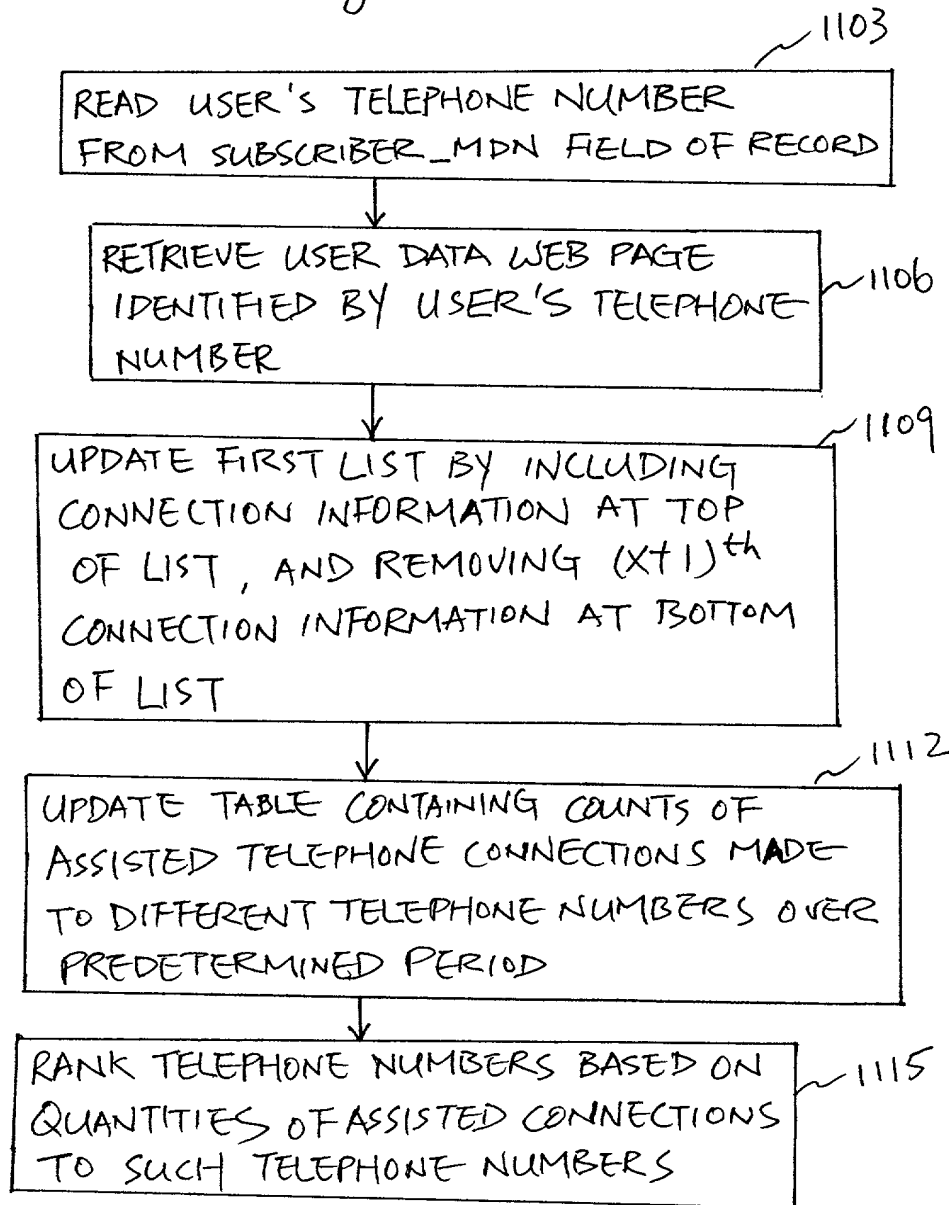 1103
READ USER'S TELEPHONE NUMBER
FROM SUBSCRIBER_MDN FIELD OF RECORD
RETRIEVE USER DATA WEB PAGE
IDENTIFIED BY USER'S TELEPHONE
NUMBER
1106
1109
UPDATE FIRST LIST BY INCLUDING
CONNECTION INFORMATION AT TOP
OF LIST, AND REMOVING (X+1)th
CONNECTION INFORMATION AT BOTTOM
OF LIST
1112
UPDATE TABLE CONTAINING COUNTS OF
ASSISTED TELEPHONE CONNECTIONS MADE
TO DIFFERENT TELEPHONE NUMBERS OVER
PREDETERMINED PERIOD
RANK TELEPHONE NUMBERS BASED ON
QUANTITIES OF ASSISTED CONNECTIONS
TO SUCH TELEPHONE NUMBERS
1115